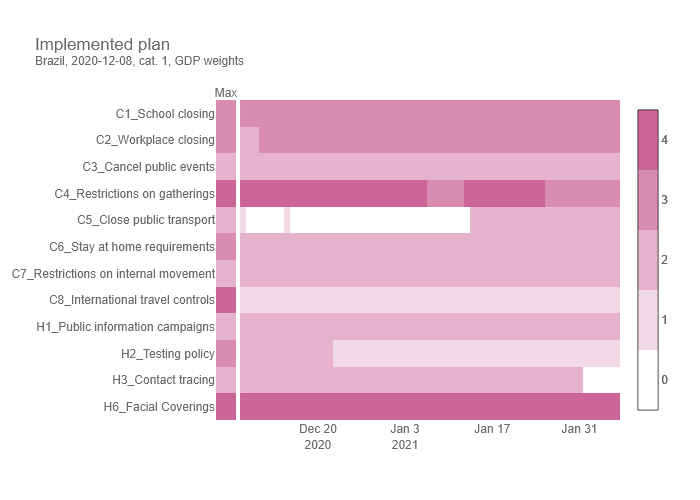 Implemented plan
Brazil, 2020-12-08, cat. 1, GDP weights
Max
C1_School closing
C2_Workplace closing
C3_Cancel public events
C4_Restrictions on gatherings
C5_Close public transport
C6_Stay at home requirements
C7_Restrictions on internal movement
C8_International travel controls
H1_Public information campaigns
H2_Testing policy
H3_Contact tracing
H6_Facial Coverings
4
3
2
1
0
Dec 20 Jan 3 Jan 17 Jan 31
2020 2021